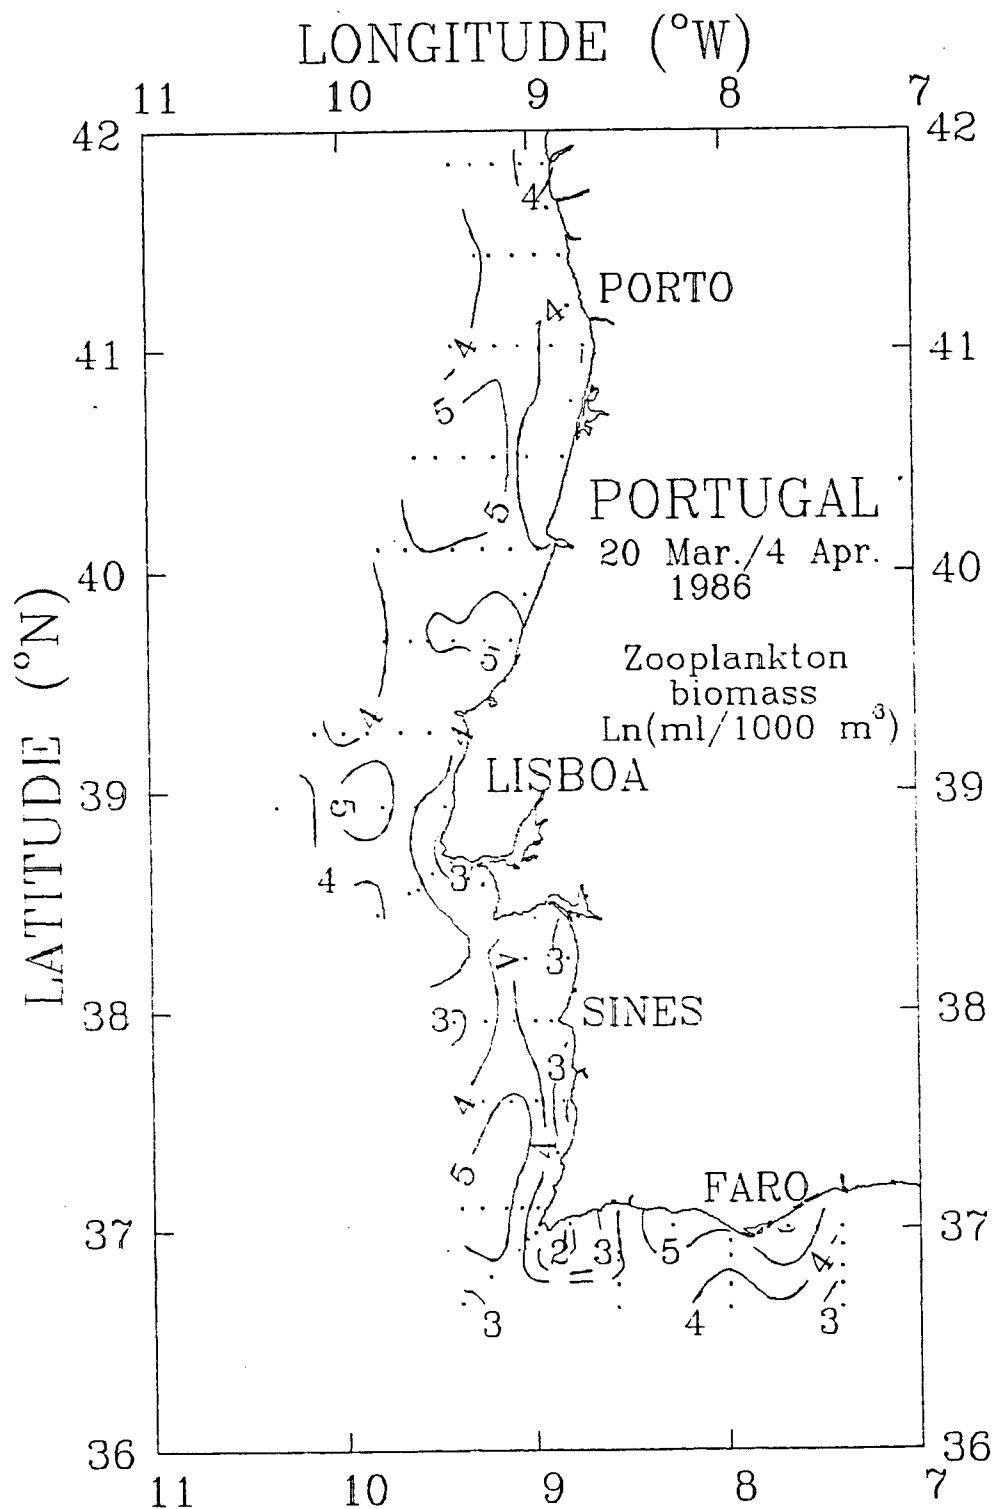 LONGITUDE (°W)
11 10 9 8 7
42 42
4
PORTO
4
41 4 41
5
PORTUGAL
5
20 Mar./4 Apr.
40 40
1986
LATITUDE (°N)
5
Zooplankton
biomass
4
Ln(ml/1000 m³)
4
LISBOA
39 5 39
4 3
3
38 3 SINES 38
3
4
5
FARO
37 37
2 3 5 4
3 4 3
36 36
11 10 9 8 7